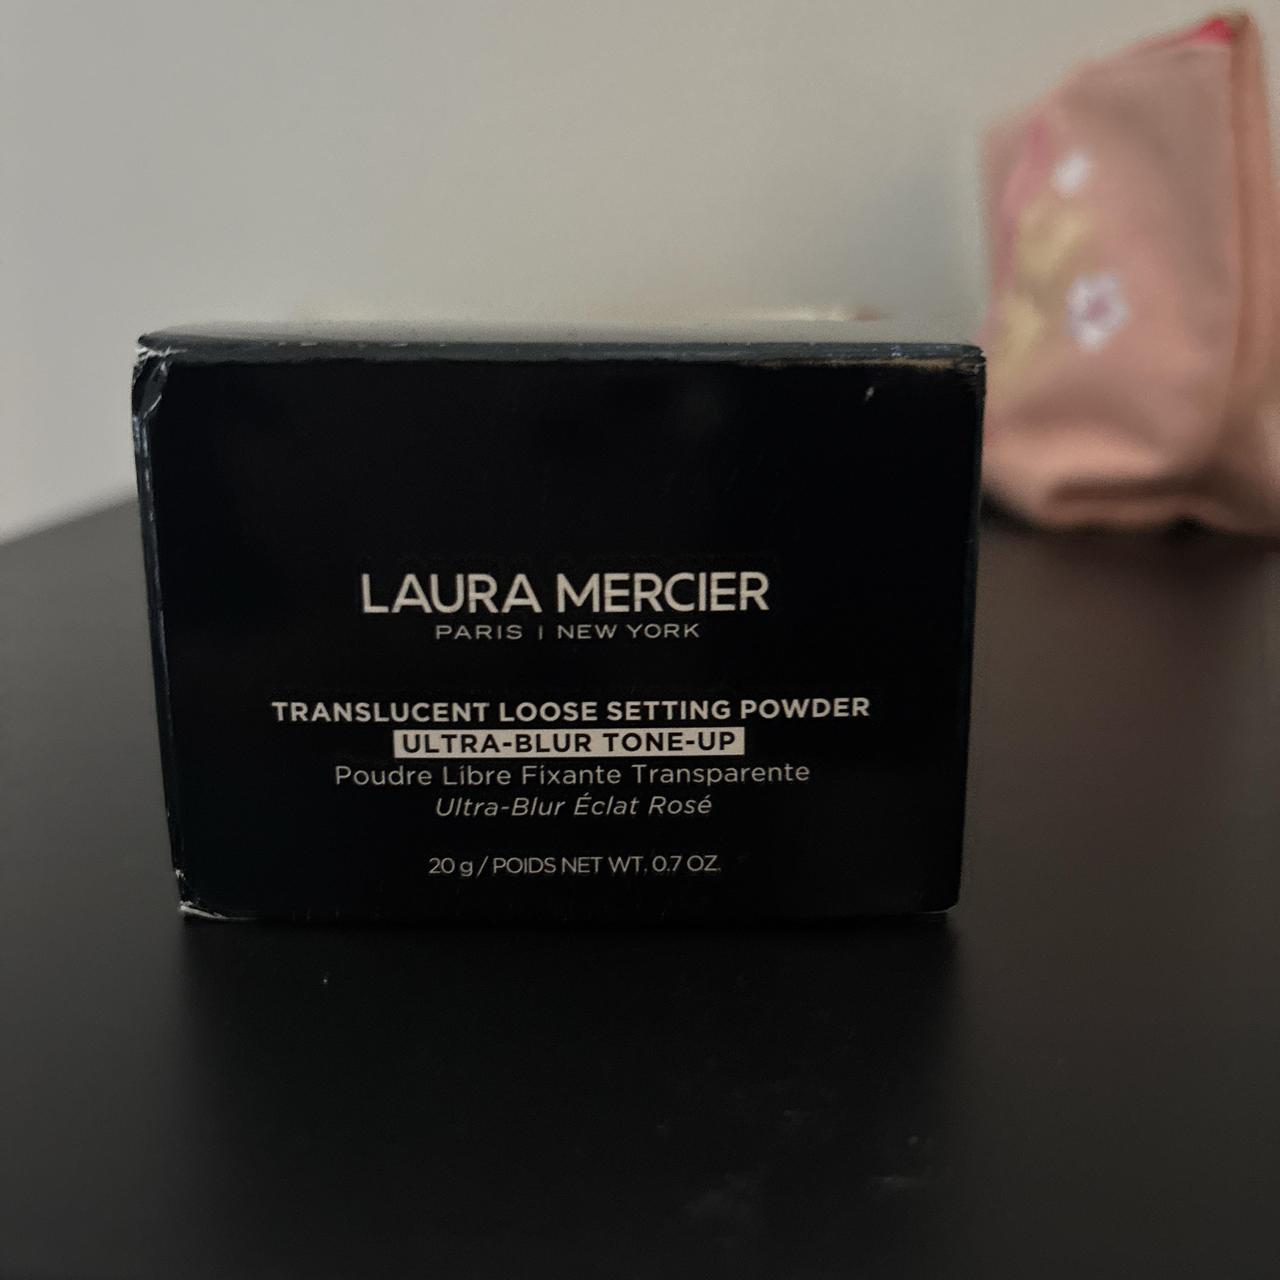 LAURA MERCIER
PARIS | NEW YORK
TRANSLUCENT LOOSE SETTING POWDER
ULTRA-BLUR TONE-UP
Poudre Libre Fixante Transparente
Ultra-Blur Éclat Rosé
20 g / POIDS NET WT. 0.7 OZ.